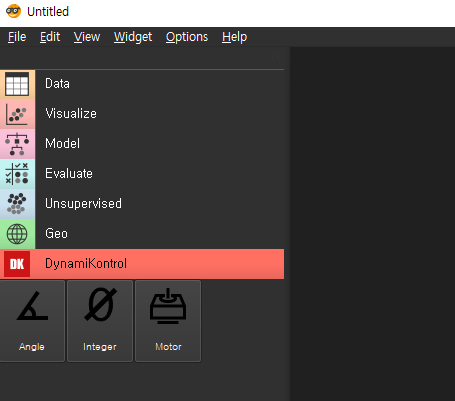 Untitled
File Edit View Widget Options Help
Data
Visualize
Model
Evaluate
Unsupervised
Geo
DK DynamiKontrol
Angle Integer Motor